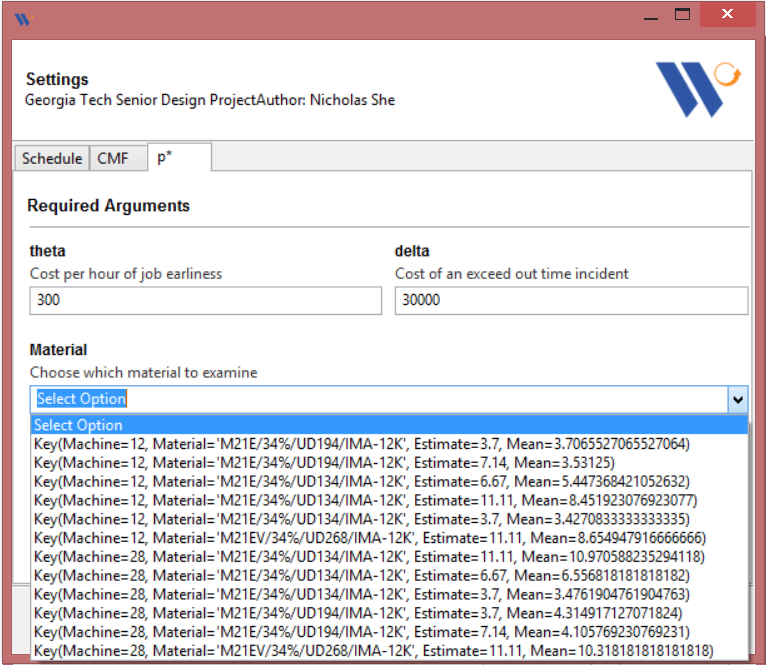 Settings
Georgia Tech Senior Design ProjectAuthor: Nicholas She
Schedule CMF p*
Required Arguments
theta delta
Cost per hour of job earliness Cost of an exceed out time incident
300 30000
Material
Choose which material to examine
Select Option
Select Option
Key(Machine=12, Material='M21E/34%/UD194/IMA-12K', Estimate=3.7, Mean=3.7065527065527064)
Key(Machine=12, Material='M21E/34%/UD194/IMA-12K', Estimate=7.14, Mean=3.53125)
Key(Machine=12, Material='M21E/34%/UD134/IMA-12K', Estimate=6.67, Mean=5.447368421052632)
Key(Machine=12, Material='M21E/34%/UD134/IMA-12K', Estimate=11.11, Mean=8.451923076923077)
Key(Machine=12, Material='M21E/34%/UD134/IMA-12K', Estimate=3.7, Mean=3.4270833333333335)
Key(Machine=12, Material='M21EV/34%/UD268/IMA-12K', Estimate=11.11, Mean=8.654947916666666)
Key(Machine=28, Material='M21E/34%/UD134/IMA-12K', Estimate=11.11, Mean=10.970588235294118)
Key(Machine=28, Material='M21E/34%/UD134/IMA-12K', Estimate=6.67, Mean=6.556818181818182)
Key(Machine=28, Material='M21E/34%/UD134/IMA-12K', Estimate=3.7, Mean=3.4761904761904763)
Key(Machine=28, Material='M21E/34%/UD194/IMA-12K', Estimate=3.7, Mean=4.314917127071824)
Key(Machine=28, Material='M21E/34%/UD194/IMA-12K', Estimate=7.14, Mean=4.105769230769231)
Key(Machine=28, Material='M21EV/34%/UD268/IMA-12K', Estimate=11.11, Mean=10.318181818181818)